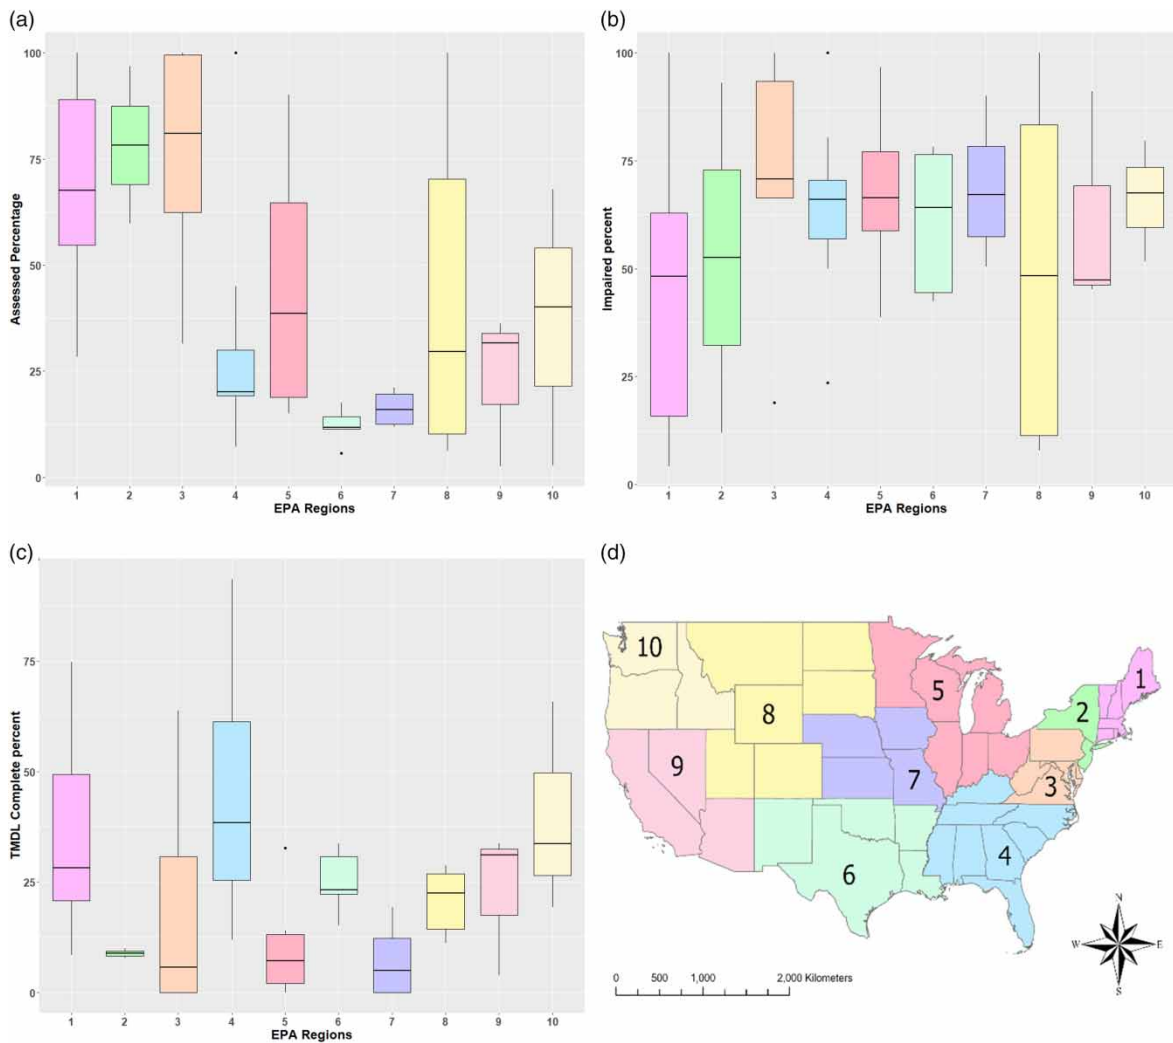 (a)
100
75
50
25
0
Assessed Percentage
1 2 3 4 5 6 7 8 9 10
EPA Regions
(b)
100
75
50
25
0
Impaired percent
1 2 3 4 5 6 7 8 9 10
EPA Regions
(c)
75
50
25
0
TMDL Complete percent
1 2 3 4 5 6 7 8 9 10
EPA Regions
(d)
10
1
5
2
8
9
7
3
4
6
N
W E
S
0 500 1,000 2,000 Kilometers